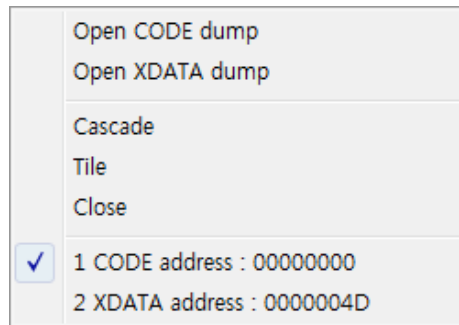 Open CODE dump
Open XDATA dump
Cascade
Tile
Close
1 CODE address : 00000000
2 XDATA address : 0000004D